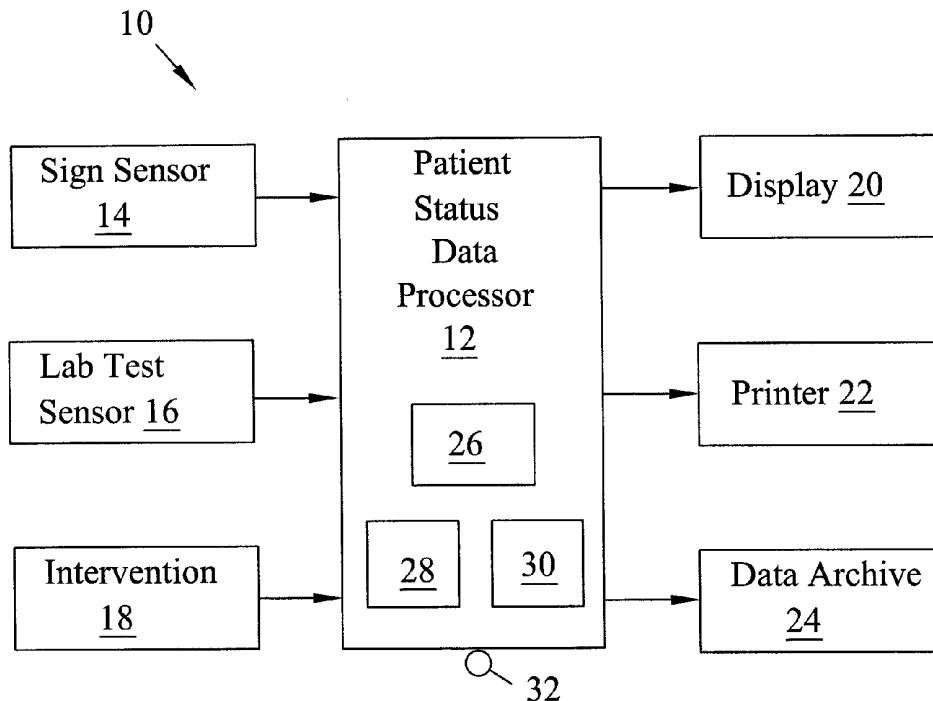 10
Sign Sensor
14
Lab Test
Sensor 16
Intervention
18
Patient
Status
Data
Processor
12
26
28
30
32
Display 20
Printer 22
Data Archive
24